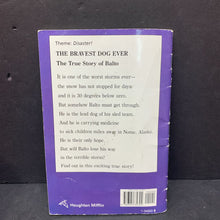 Theme: Disaster!
THE BRAVEST DOG EVER
The True Story of Balto
It is one of the worst storms ever—
the snow has not stopped for days
and it is 30 degrees below zero.
But somehow Balto must get through.
He is the lead dog of his sled team.
And he is carrying medicine
to sick children miles away in Nome, Alaska.
He is their only hope.
But will Balto lose his way
in the terrible storm?
Find out in this exciting true story!
Houghton Mifflin